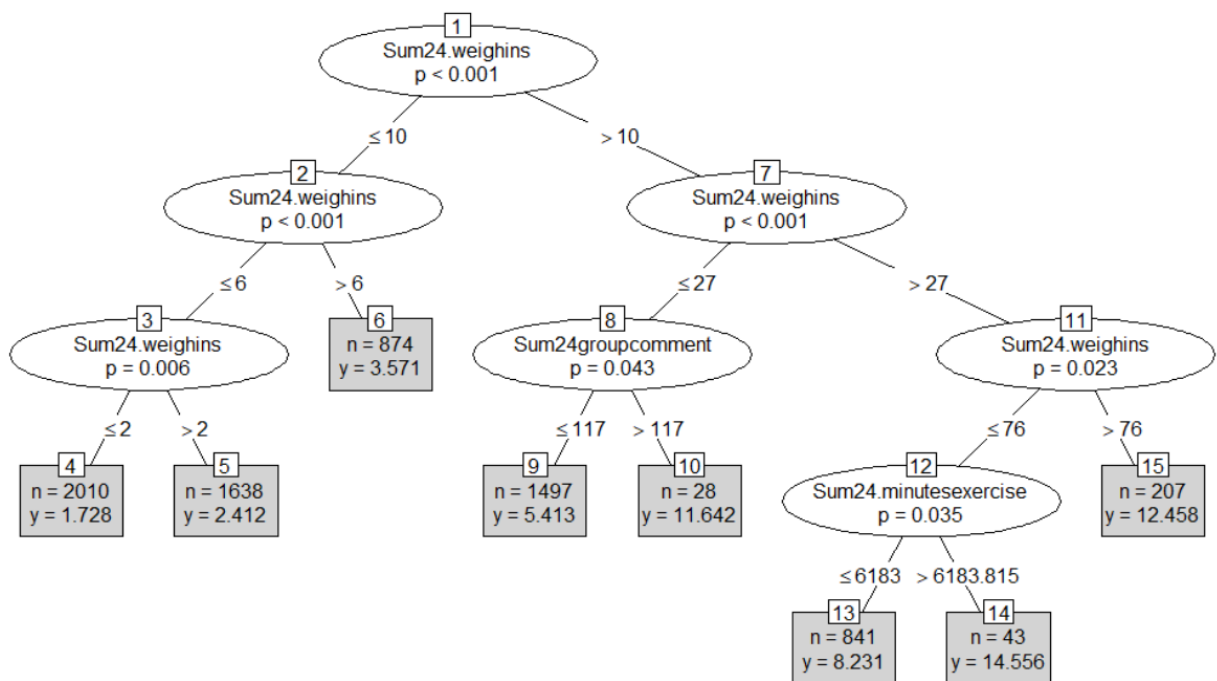 1
Sum24.weighins
p < 0.001
≤ 10
> 10
2
Sum24.weighins
p < 0.001
7
Sum24.weighins
p < 0.001
≤ 6
> 6
≤ 27
> 27
3
Sum24.weighins
p = 0.006
6
n = 874
y = 3.571
8
Sum24groupcomment
p = 0.043
11
Sum24.weighins
p = 0.023
≤ 2
> 2
≤ 117
> 117
≤ 76
> 76
4
n = 2010
y = 1.728
5
n = 1638
y = 2.412
9
n = 1497
y = 5.413
10
n = 28
y = 11.642
12
Sum24.minutesexercise
p = 0.035
15
n = 207
y = 12.458
≤ 6183
> 6183.815
13
n = 841
y = 8.231
14
n = 43
y = 14.556